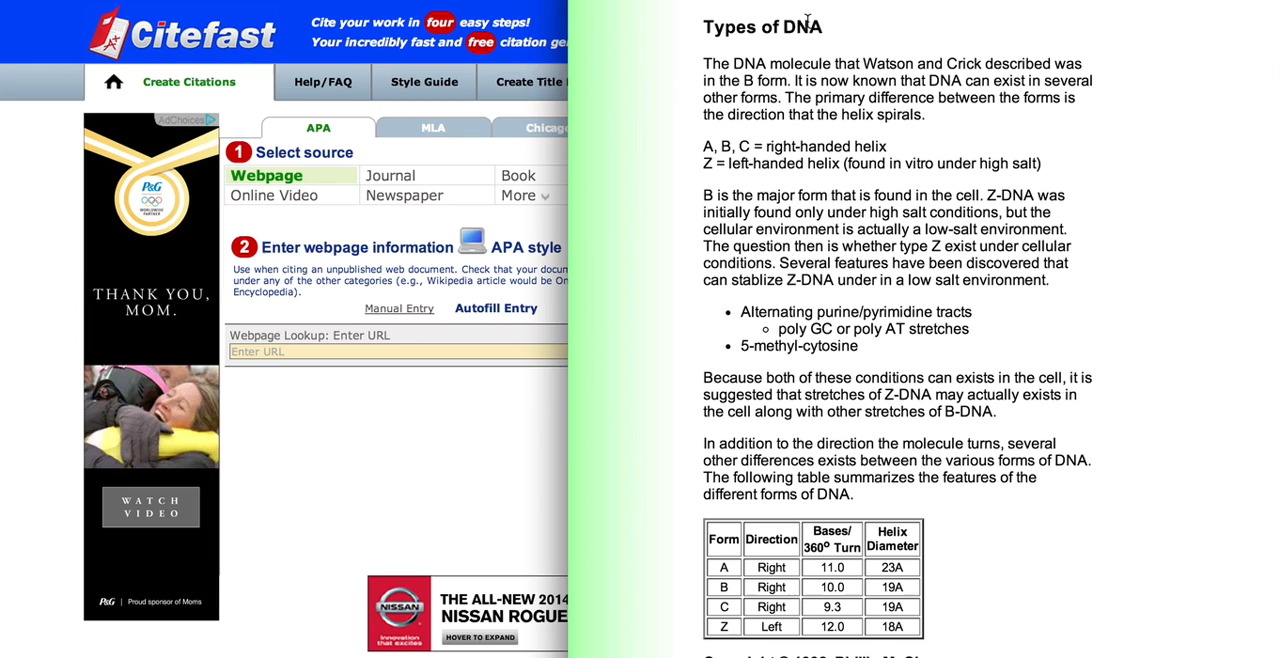 Citefast
Cite your work in four easy steps!
Your incredibly fast and free citation
Create Citations
Help/FAQ
Style Guide
Create Title
AdChoices
P&G
WORLDWIDE
PARTNER
THANK YOU,
MOM.
WATCH
VIDEO
P&G | Proud sponsor of Moms
APA
MLA
1 Select source
Webpage
Journal
Book
Online Video
Newspaper
More
2 Enter webpage information
APA style
Use when citing an unpublished web document. Check that your
under any of the other categories (e.g., Wikipedia article would be
Encyclopedia).
Manual Entry
Autofill Entry
Webpage Lookup: Enter URL
Enter URL
NISSAN
Innovation
that excites
THE ALL-NEW 2014
NISSAN ROGUE
HOVER TO EXPAND
Types of DNA
The DNA molecule that Watson and Crick described was
in the B form. It is now known that DNA can exist in several
other forms. The primary difference between the forms is
the direction that the helix spirals.
A, B, C = right-handed helix
Z = left-handed helix (found in vitro under high salt)
B is the major form that is found in the cell. Z-DNA was
initially found only under high salt conditions, but the
cellular environment is actually a low-salt environment.
The question then is whether type Z exist under cellular
conditions. Several features have been discovered that
can stablize Z-DNA under in a low salt environment.
• Alternating purine/pyrimidine tracts
o poly GC or poly AT stretches
• 5-methyl-cytosine
Because both of these conditions can exists in the cell, it is
suggested that stretches of Z-DNA may actually exists in
the cell along with other stretches of B-DNA.
In addition to the direction the molecule turns, several
other differences exists between the various forms of DNA.
The following table summarizes the features of the
different forms of DNA.
Form Direction Bases/ 360º Turn Helix Diameter
A Right 11.0 23A
B Right 10.0 19A
C Right 9.3 19A
Z Left 12.0 18A